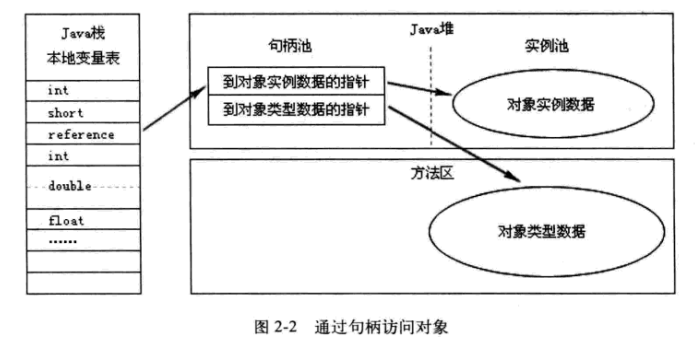 Java栈
本地变量表
int
short
reference
int
double
float
……
Java堆
句柄池
实例池
到对象实例数据的指针
到对象类型数据的指针
对象实例数据
方法区
对象类型数据
图 2-2 通过句柄访问对象